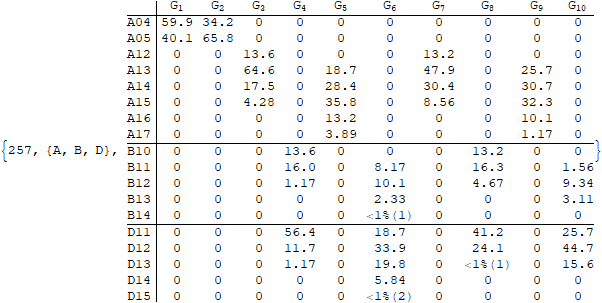 G1 G2 G3 G4 G5 G6 G7 G8 G9 G10
A04 59.9 34.2 0 0 0 0 0 0 0 0
A05 40.1 65.8 0 0 0 0 0 0 0 0
A12 0 0 13.6 0 0 0 13.2 0 0 0
A13 0 0 64.6 0 18.7 0 47.9 0 25.7 0
A14 0 0 17.5 0 28.4 0 30.4 0 30.7 0
A15 0 0 4.28 0 35.8 0 8.56 0 32.3 0
A16 0 0 0 0 13.2 0 0 0 10.1 0
A17 0 0 0 0 3.89 0 0 0 1.17 0
{257, {A, B, D}, B10 0 0 0 13.6 0 0 0 13.2 0 0 }
B11 0 0 0 16.0 0 8.17 0 16.3 0 1.56
B12 0 0 0 1.17 0 10.1 0 4.67 0 9.34
B13 0 0 0 0 0 2.33 0 0 0 3.11
B14 0 0 0 0 0 <1%(1) 0 0 0 0
D11 0 0 0 56.4 0 18.7 0 41.2 0 25.7
D12 0 0 0 11.7 0 33.9 0 24.1 0 44.7
D13 0 0 0 1.17 0 19.8 0 <1%(1) 0 15.6
D14 0 0 0 0 0 5.84 0 0 0 0
D15 0 0 0 0 0 <1%(2) 0 0 0 0